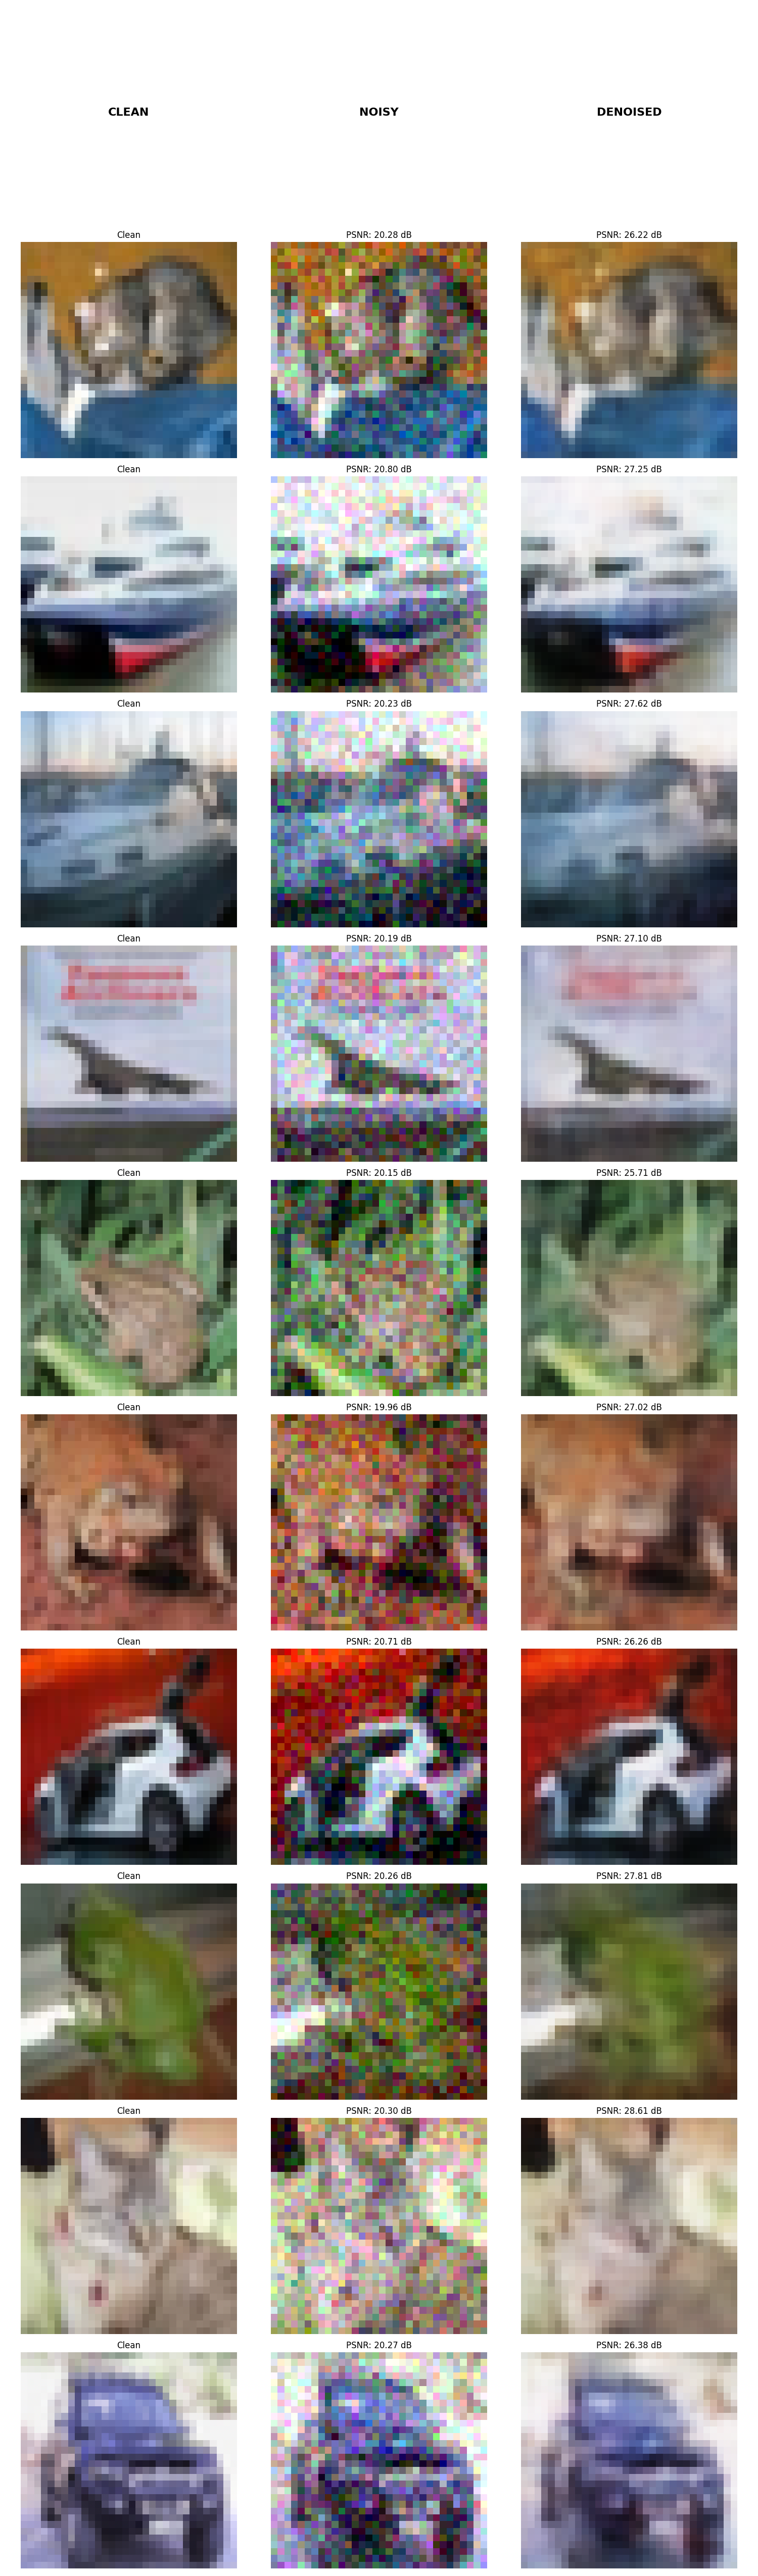 CLEAN NOISY DENOISED
Clean PSNR: 20.28 dB PSNR: 26.22 dB
Clean PSNR: 20.80 dB PSNR: 27.25 dB
Clean PSNR: 20.23 dB PSNR: 27.62 dB
Clean PSNR: 20.19 dB PSNR: 27.10 dB
Clean PSNR: 20.15 dB PSNR: 25.71 dB
Clean PSNR: 19.96 dB PSNR: 27.02 dB
Clean PSNR: 20.71 dB PSNR: 26.26 dB
Clean PSNR: 20.26 dB PSNR: 27.81 dB
Clean PSNR: 20.30 dB PSNR: 28.61 dB
Clean PSNR: 20.27 dB PSNR: 26.38 dB